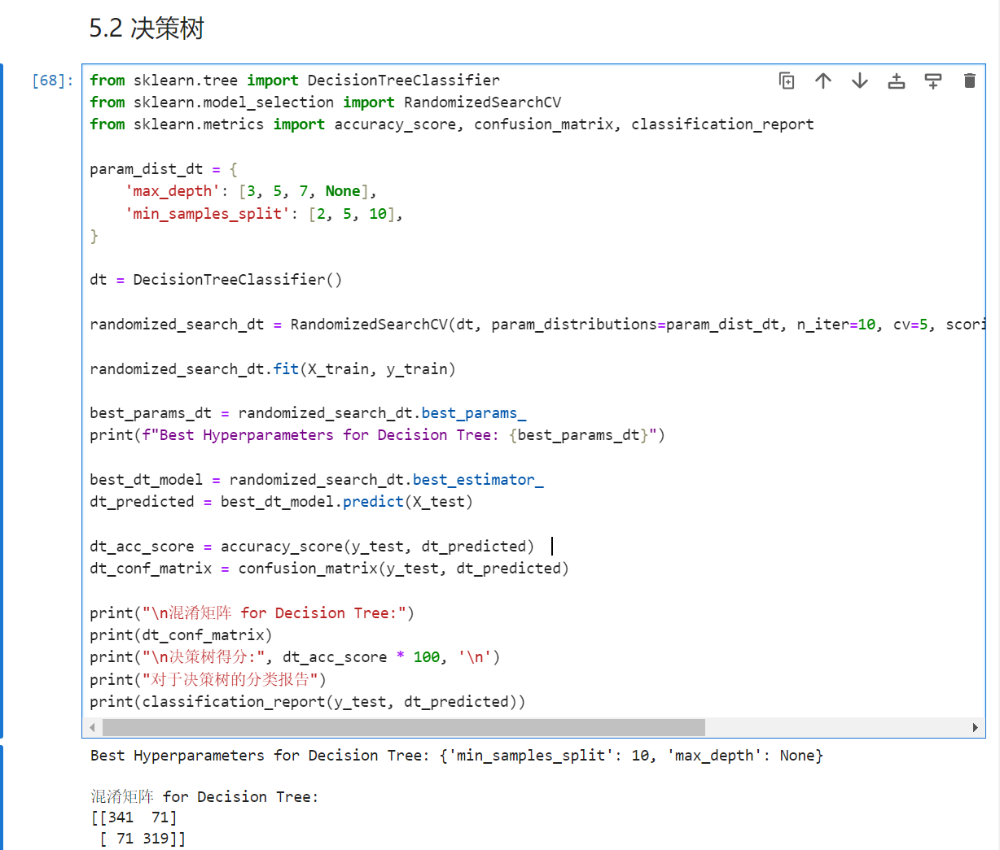 5.2 决策树
[68]:
from sklearn.tree import DecisionTreeClassifier
from sklearn.model_selection import RandomizedSearchCV
from sklearn.metrics import accuracy_score, confusion_matrix, classification_report
param_dist_dt = {
    'max_depth': [3, 5, 7, None],
    'min_samples_split': [2, 5, 10],
}
dt = DecisionTreeClassifier()
randomized_search_dt = RandomizedSearchCV(dt, param_distributions=param_dist_dt, n_iter=10, cv=5, scori
randomized_search_dt.fit(X_train, y_train)
best_params_dt = randomized_search_dt.best_params_
print(f"Best Hyperparameters for Decision Tree: {best_params_dt}")
best_dt_model = randomized_search_dt.best_estimator_
dt_predicted = best_dt_model.predict(X_test)
dt_acc_score = accuracy_score(y_test, dt_predicted)
dt_conf_matrix = confusion_matrix(y_test, dt_predicted)
print("\n混淆矩阵 for Decision Tree:")
print(dt_conf_matrix)
print("\n决策树得分:", dt_acc_score * 100, '\n')
print("对于决策树的分类报告")
print(classification_report(y_test, dt_predicted))
Best Hyperparameters for Decision Tree: {'min_samples_split': 10, 'max_depth': None}
混淆矩阵 for Decision Tree:
[[341  71]
 [ 71 319]]